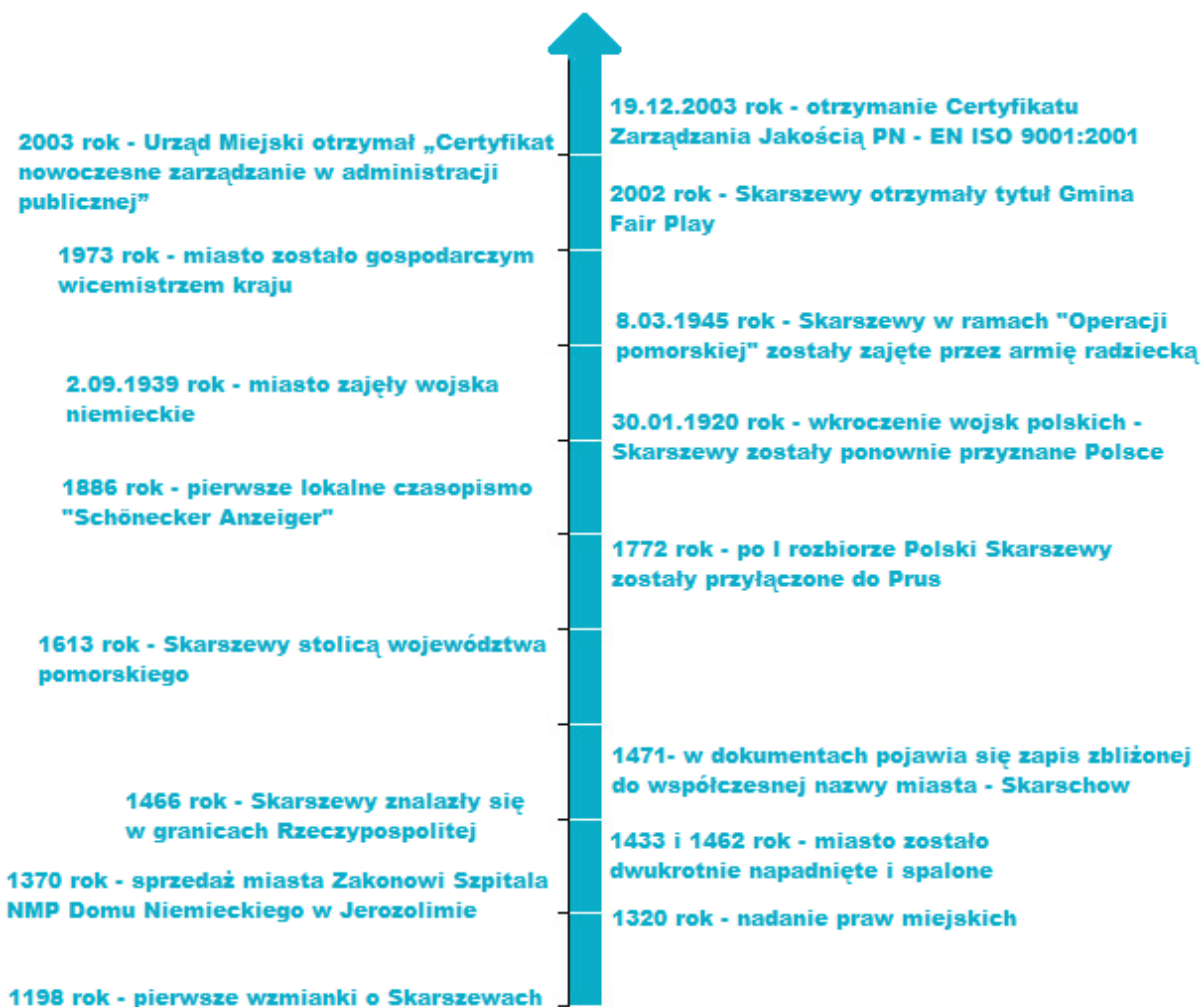 19.12.2003 rok - otrzymanie Certyfikatu
Zarządzania Jakością PN - EN ISO 9001:2001
2003 rok - Urząd Miejski otrzymał „Certyfikat
nowoczesne zarządzanie w administracji
publicznej”
2002 rok - Skarszewy otrzymały tytuł Gmina
Fair Play
1973 rok - miasto zostało gospodarczym
wicemistrzem kraju
8.03.1945 rok - Skarszewy w ramach "Operacji
pomorskiej" zostały zajęte przez armię radziecką
2.09.1939 rok - miasto zajęły wojska
niemieckie
30.01.1920 rok - wkroczenie wojsk polskich -
Skarszewy zostały ponownie przyznane Polsce
1886 rok - pierwsze lokalne czasopismo
"Schönecker Anzeiger"
1772 rok - po I rozbiorze Polski Skarszewy
zostały przyłączone do Prus
1613 rok - Skarszewy stolicą województwa
pomorskiego
1471- w dokumentach pojawia się zapis zbliżonej
do współczesnej nazwy miasta - Skarschow
1466 rok - Skarszewy znalazły się
w granicach Rzeczypospolitej
1433 i 1462 rok - miasto zostało
dwukrotnie napadnięte i spalone
1370 rok - sprzedaż miasta Zakonowi Szpitala
NMP Domu Niemieckiego w Jerozolimie
1320 rok - nadanie praw miejskich
1198 rok - pierwsze wzmianki o Skarszewach